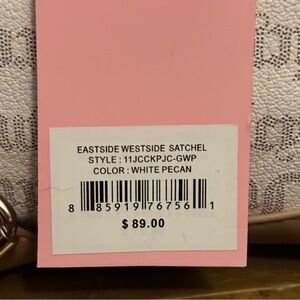 EASTSIDE WESTSIDE SATCHEL
STYLE : 11JCCKPJC-GWP
COLOR : WHITE PECAN
8 85919 76756 1
$ 89.00